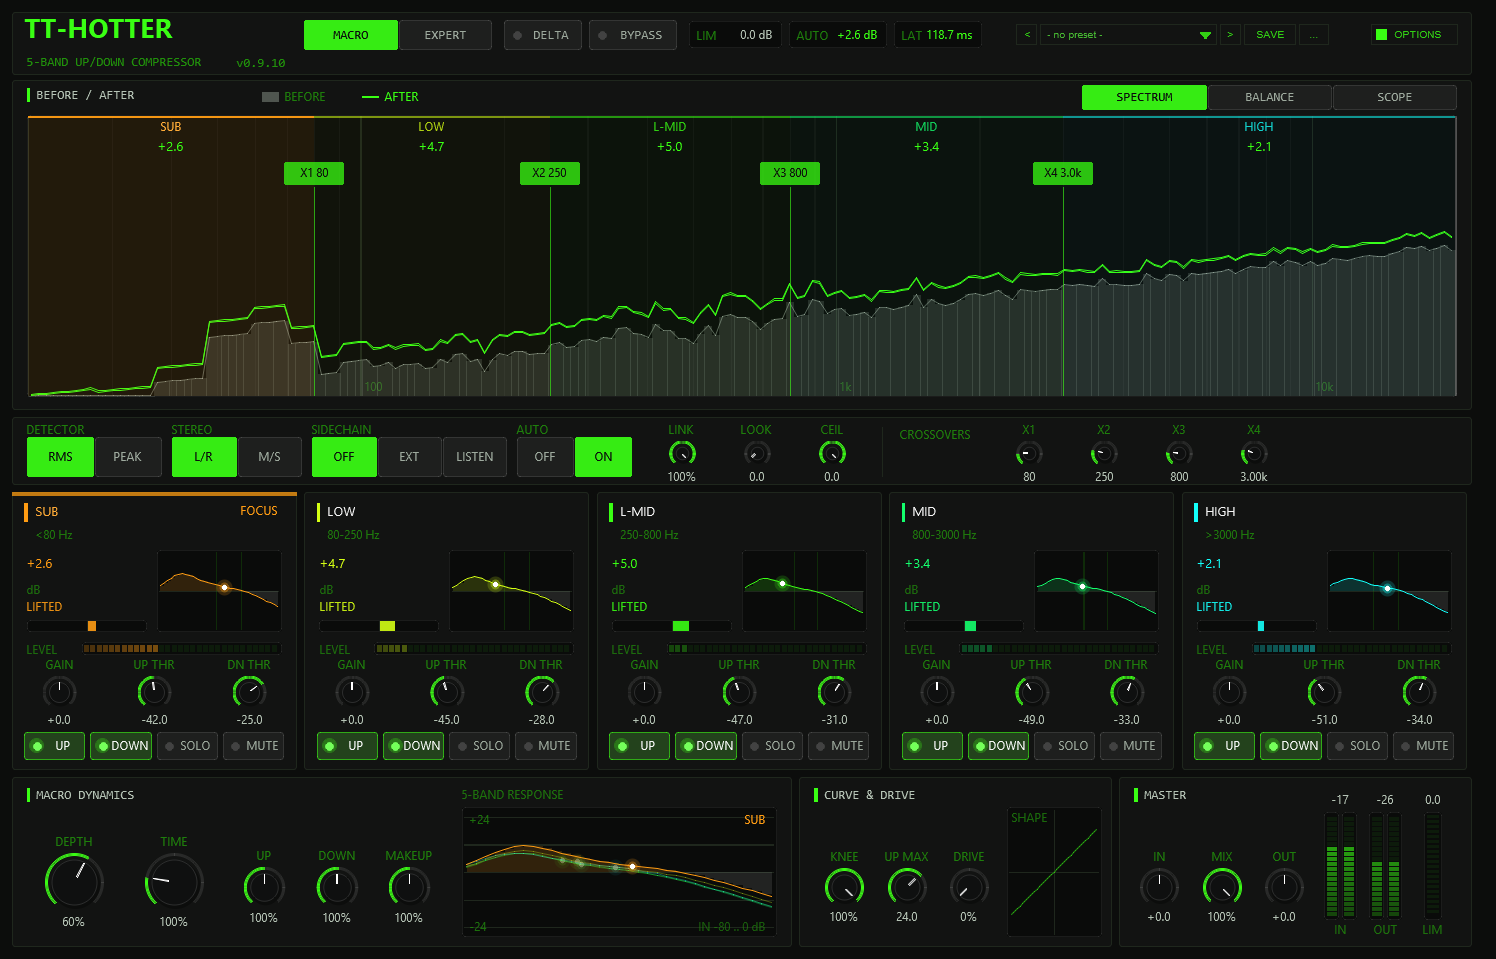 TT-HOTTER
5-BAND UP/DOWN COMPRESSOR v0.9.10
MACRO EXPERT DELTA BYPASS LIM 0.0 dB AUTO +2.6 dB LAT 118.7 ms < - no preset - > SAVE ... OPTIONS
BEFORE / AFTER BEFORE AFTER SPECTRUM BALANCE SCOPE
SUB LOW L-MID MID HIGH
+2.6 +4.7 +5.0 +3.4 +2.1
X1 80 X2 250 X3 800 X4 3.0k
100 1k 10k
DETECTOR STEREO SIDECHAIN AUTO LINK LOOK CEIL CROSSOVERS X1 X2 X3 X4
RMS PEAK L/R M/S OFF EXT LISTEN OFF ON
100% 0.0 0.0 80 250 800 3.00k
SUB FOCUS LOW L-MID MID HIGH
<80 Hz 80-250 Hz 250-800 Hz 800-3000 Hz >3000 Hz
+2.6 +4.7 +5.0 +3.4 +2.1
dB dB dB dB dB
LIFTED LIFTED LIFTED LIFTED LIFTED
LEVEL LEVEL LEVEL LEVEL LEVEL
GAIN UP THR DN THR GAIN UP THR DN THR GAIN UP THR DN THR GAIN UP THR DN THR GAIN UP THR DN THR
+0.0 -42.0 -25.0 +0.0 -45.0 -28.0 +0.0 -47.0 -31.0 +0.0 -49.0 -33.0 +0.0 -51.0 -34.0
UP DOWN SOLO MUTE UP DOWN SOLO MUTE UP DOWN SOLO MUTE UP DOWN SOLO MUTE UP DOWN SOLO MUTE
MACRO DYNAMICS 5-BAND RESPONSE CURVE & DRIVE MASTER -17 -26 0.0
+24 SUB SHAPE
DEPTH TIME UP DOWN MAKEUP KNEE UP MAX DRIVE IN MIX OUT
60% 100% 100% 100% 100% 100% 24.0 0% +0.0 100% +0.0
-24 IN -80 .. 0 dB IN OUT LIM